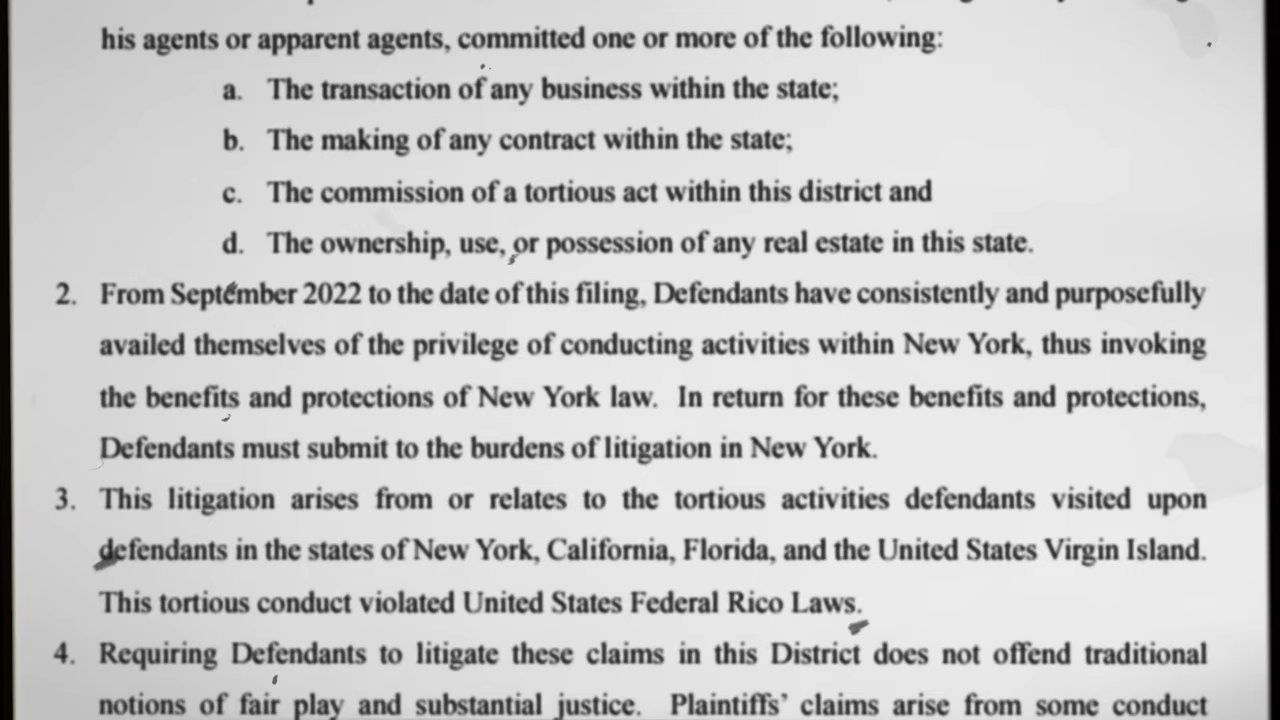 his agents or apparent agents, committed one or more of the following:
a. The transaction of any business within the state;
b. The making of any contract within the state;
c. The commission of a tortious act within this district and
d. The ownership, use, or possession of any real estate in this state.
2. From September 2022 to the date of this filing, Defendants have consistently and purposefully
availed themselves of the privilege of conducting activities within New York, thus invoking
the benefits and protections of New York law. In return for these benefits and protections,
Defendants must submit to the burdens of litigation in New York.
3. This litigation arises from or relates to the tortious activities defendants visited upon
defendants in the states of New York, California, Florida, and the United States Virgin Island.
This tortious conduct violated United States Federal Rico Laws.
4. Requiring Defendants to litigate these claims in this District does not offend traditional
notions of fair play and substantial justice. Plaintiffs' claims arise from some conduct